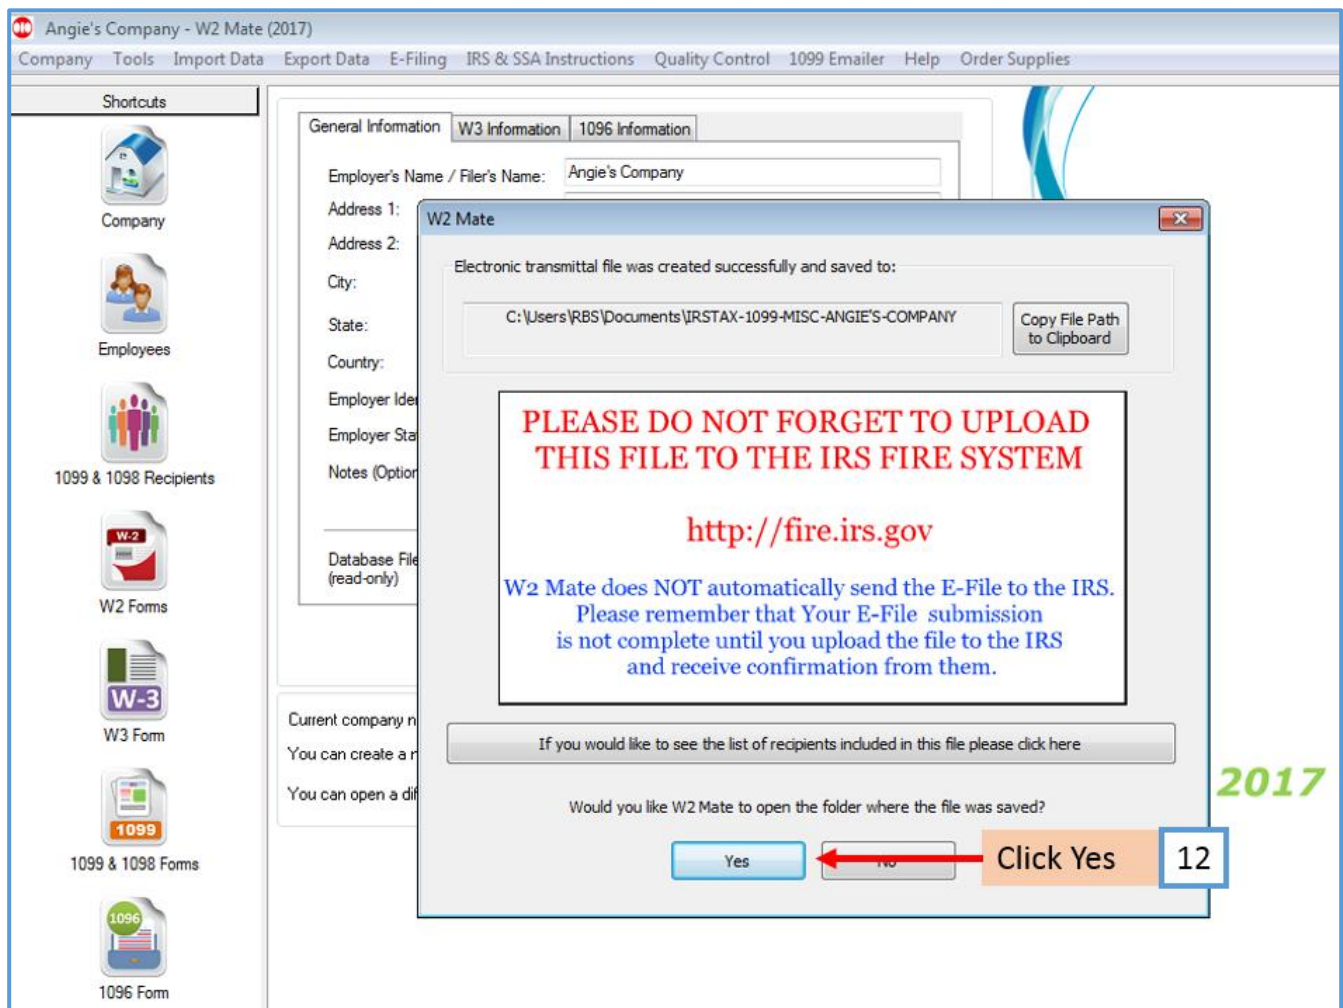 Angie's Company - W2 Mate (2017)
Company Tools Import Data Export Data E-Filing IRS & SSA Instructions Quality Control 1099 Emailer Help Order Supplies
Shortcuts
Company
Employees
1099 & 1098 Recipients
W-2
W2 Forms
W-3
W3 Form
1099
1099 & 1098 Forms
1096
1096 Form
General Information W3 Information 1096 Information
Employer's Name / Filer's Name: Angie's Company
Address 1:
Address 2:
City:
State:
Country:
Employer Iden
Employer Sta
Notes (Option
Database File
(read-only)
Current company n
You can create a n
You can open a dif
2017
W2 Mate
Electronic transmittal file was created successfully and saved to:
C:\Users\RBS\Documents\IRSTAX-1099-MISC-ANGIE'S-COMPANY
Copy File Path
to Clipboard
PLEASE DO NOT FORGET TO UPLOAD
THIS FILE TO THE IRS FIRE SYSTEM
http://fire.irs.gov
W2 Mate does NOT automatically send the E-File to the IRS.
Please remember that Your E-File submission
is not complete until you upload the file to the IRS
and receive confirmation from them.
If you would like to see the list of recipients included in this file please click here
Would you like W2 Mate to open the folder where the file was saved?
Yes No
Click Yes 12